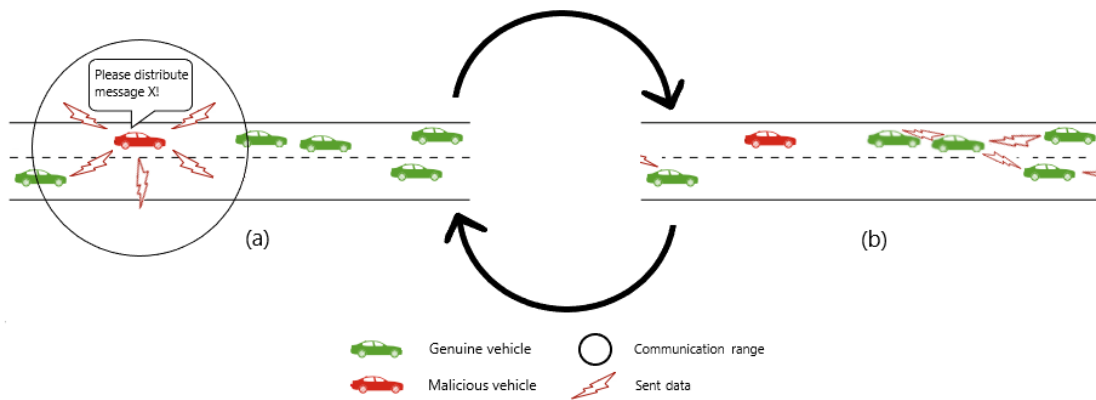 Please distribute
message X!
(a)
(b)
Genuine vehicle
Communication range
Malicious vehicle
Sent data